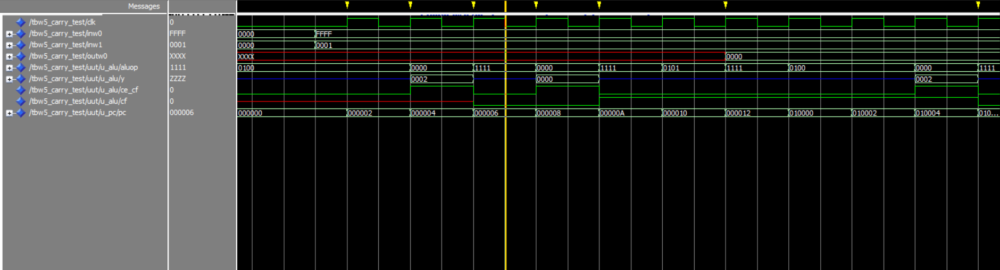 Messages
/tbw5_carry_test/clk 0
/tbw5_carry_test/inw0 FFFF 0000 FFFF
/tbw5_carry_test/inw1 0001 0000 0001
/tbw5_carry_test/outw0 XXXX XXXX 0000
/tbw5_carry_test/uut/u_alu/aluop 1111 0100 0000 1111 0000 1111 0101 1111 0100 0000 1111
/tbw5_carry_test/uut/u_alu/y ZZZZ 0002 0000 0002
/tbw5_carry_test/uut/u_alu/ce_cf 0
/tbw5_carry_test/uut/u_alu/cf 0
/tbw5_carry_test/uut/u_pc/pc 000006 000000 000002 000004 000006 000008 00000A 000010 000012 010000 010002 010004 010...